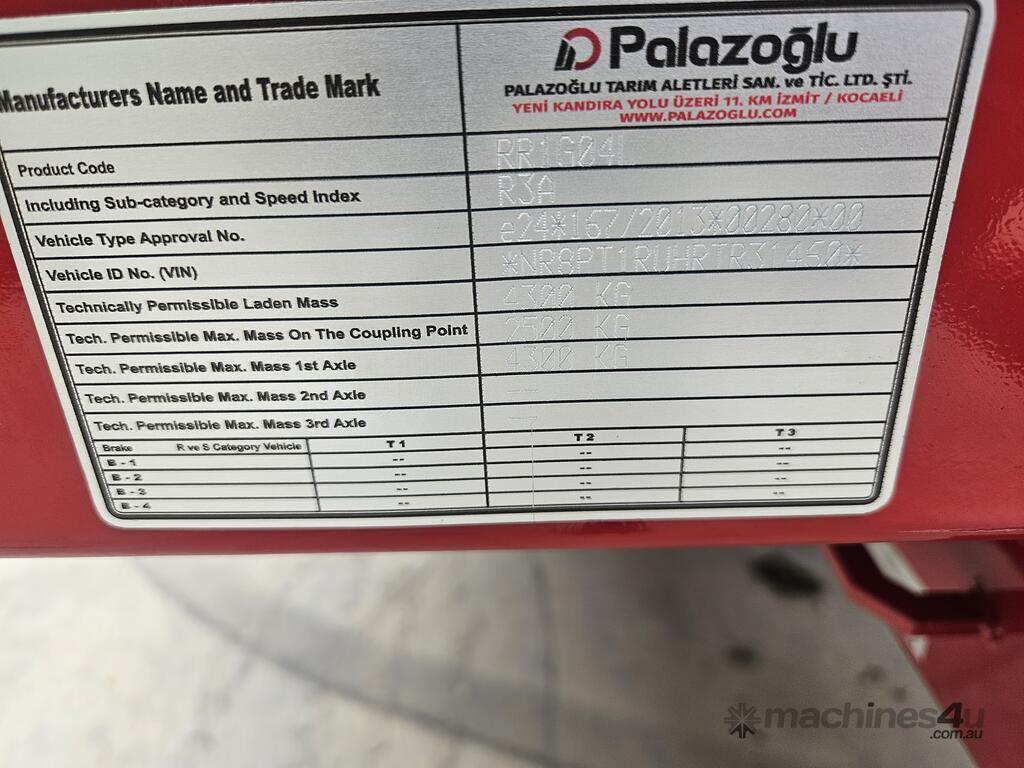 Manufacturers Name and Trade Mark
Palazoğlu
PALAZOĞLU TARIM ALETLERİ SAN. ve TİC. LTD. ŞTİ.
YENİ KANDIRA YOLU ÜZERİ 11. KM İZMİT / KOCAELİ
WWW.PALAZOGLU.COM
Product Code RR1G04L
Including Sub-category and Speed Index R3A
Vehicle Type Approval No. e24*167/2013*00280*00
Vehicle ID No. (VIN) *NR8PT1RUHRTR31450*
Technically Permissible Laden Mass 4300 KG
Tech. Permissible Max. Mass On The Coupling Point 2500 KG
Tech. Permissible Max. Mass 1st Axle 4300 KG
Tech. Permissible Max. Mass 2nd Axle --
Tech. Permissible Max. Mass 3rd Axle --
Brake R ve S Category Vehicle T 1 T 2 T 3
B - 1 -- -- --
B - 2 -- -- --
B - 3 -- -- --
B - 4 -- -- --
machines4u
.com.au